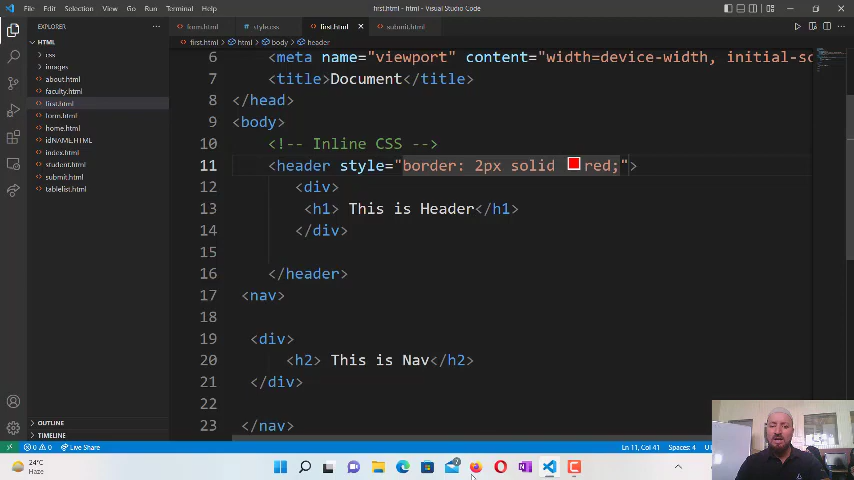 File Edit Selection View Go Run Terminal Help first.html - Visual Studio Code
EXPLORER ···
form.html style.css first.html × submit.html
first.html > html > body > header
HTML
> css
> images
about.html
faculty.html
first.html
form.html
home.html
idNAME.HTML
index.html
student.html
submit.html
tablelist.html
6 <meta name="viewport" content="width=device-width, initial-sc
7 <title>Document</title>
8 </head>
9 <body>
10 <!-- Inline CSS -->
11 <header style="border: 2px solid red;">
12 <div>
13 <h1> This is Header</h1>
14 </div>
15
16 </header>
17 <nav>
18
19 <div>
20 <h2> This is Nav</h2>
21 </div>
22
23 </nav>
> OUTLINE
> TIMELINE
0 0 Live Share Ln 11, Col 41 Spaces: 4
24°C
Haze